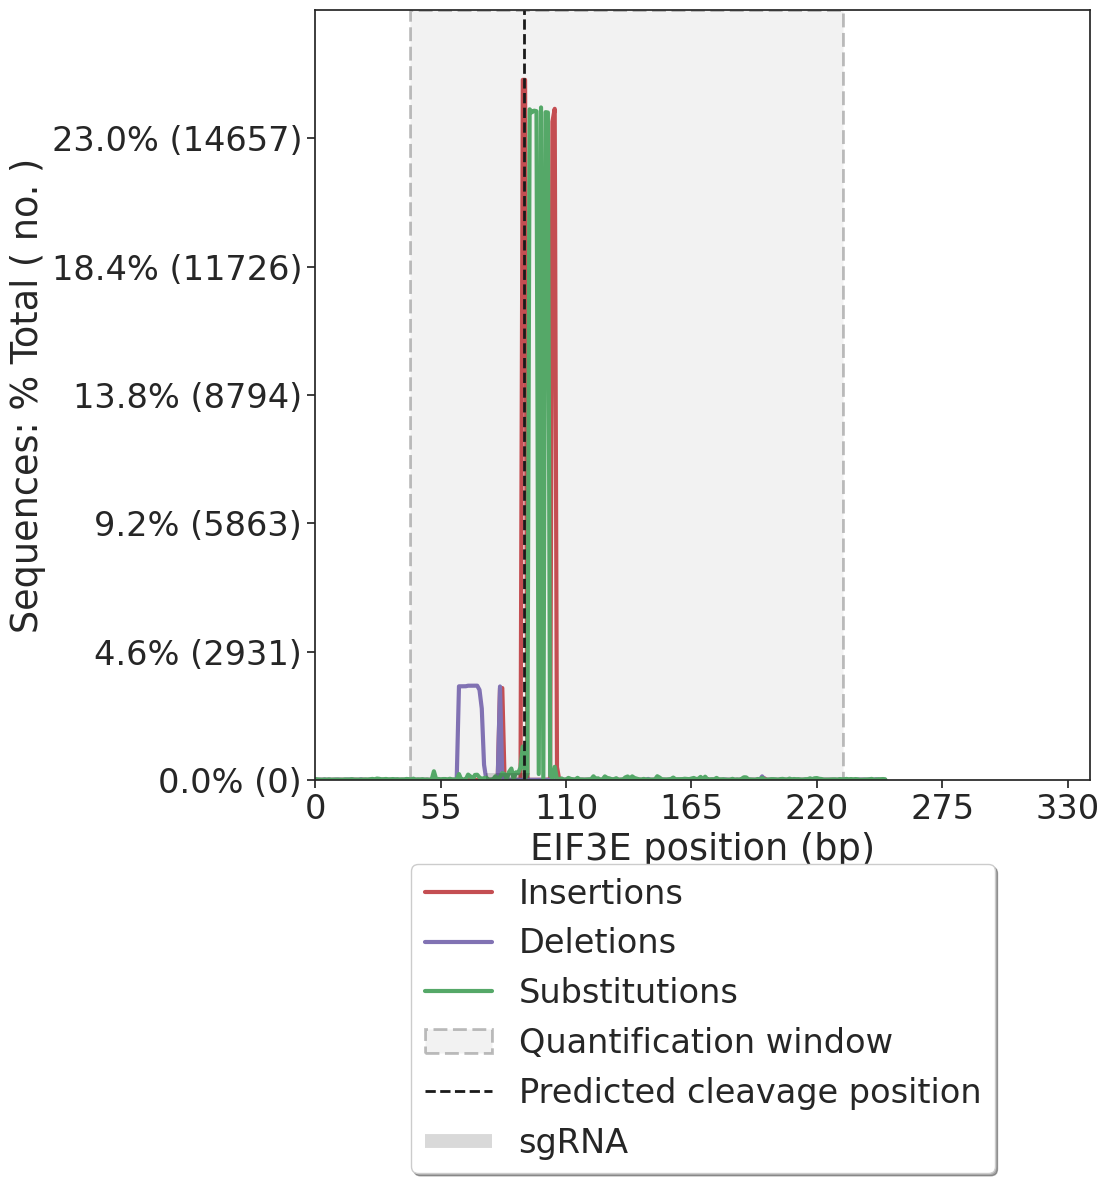 Sequences: % Total ( no. )
23.0% (14657)
18.4% (11726)
13.8% (8794)
9.2% (5863)
4.6% (2931)
0.0% (0)
0 55 110 165 220 275 330
EIF3E position (bp)
Insertions
Deletions
Substitutions
Quantification window
Predicted cleavage position
sgRNA